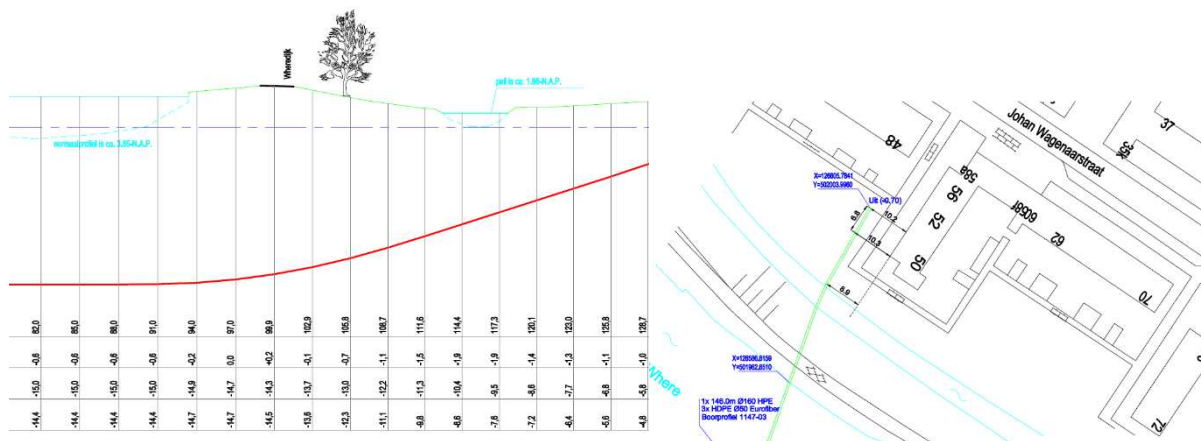 Wheredijk
peil is ca. 1.88-N.A.P.
normaalprofiel is ca. 3.85-N.A.P.
82,0 85,0 88,0 91,0 94,0 97,0 99,9 102,9 105,8 108,7 111,6 114,4 117,3 120,1 123,0 125,8 128,7
-0,6 -0,6 -0,6 -0,6 -0,2 0,0 +0,2 -0,1 -0,7 -1,1 -1,5 -1,9 -1,9 -1,4 -1,3 -1,1 -1,0
-15,0 -15,0 -15,0 -15,0 -14,9 -14,7 -14,3 -13,7 -13,0 -12,2 -11,3 -10,4 -9,5 -8,6 -7,7 -6,8 -5,8
-14,4 -14,4 -14,4 -14,4 -14,7 -14,7 -14,5 -13,6 -12,3 -11,1 -9,8 -8,6 -7,6 -7,2 -6,4 -5,6 -4,8
48
Johan Wagenaarstraat
37
35k
X=126605,7841
Y=502003,9960
Uit (-0,70)
58a
56
52
50
6058f
62
70
72
6.8
10.2
10.3
8.9
X=126586,8159
Y=501962,8510
Where
1x 146.0m Ø160 HPE
3x HDPE Ø50 Eurofiber
Boorprofiel 1147-03